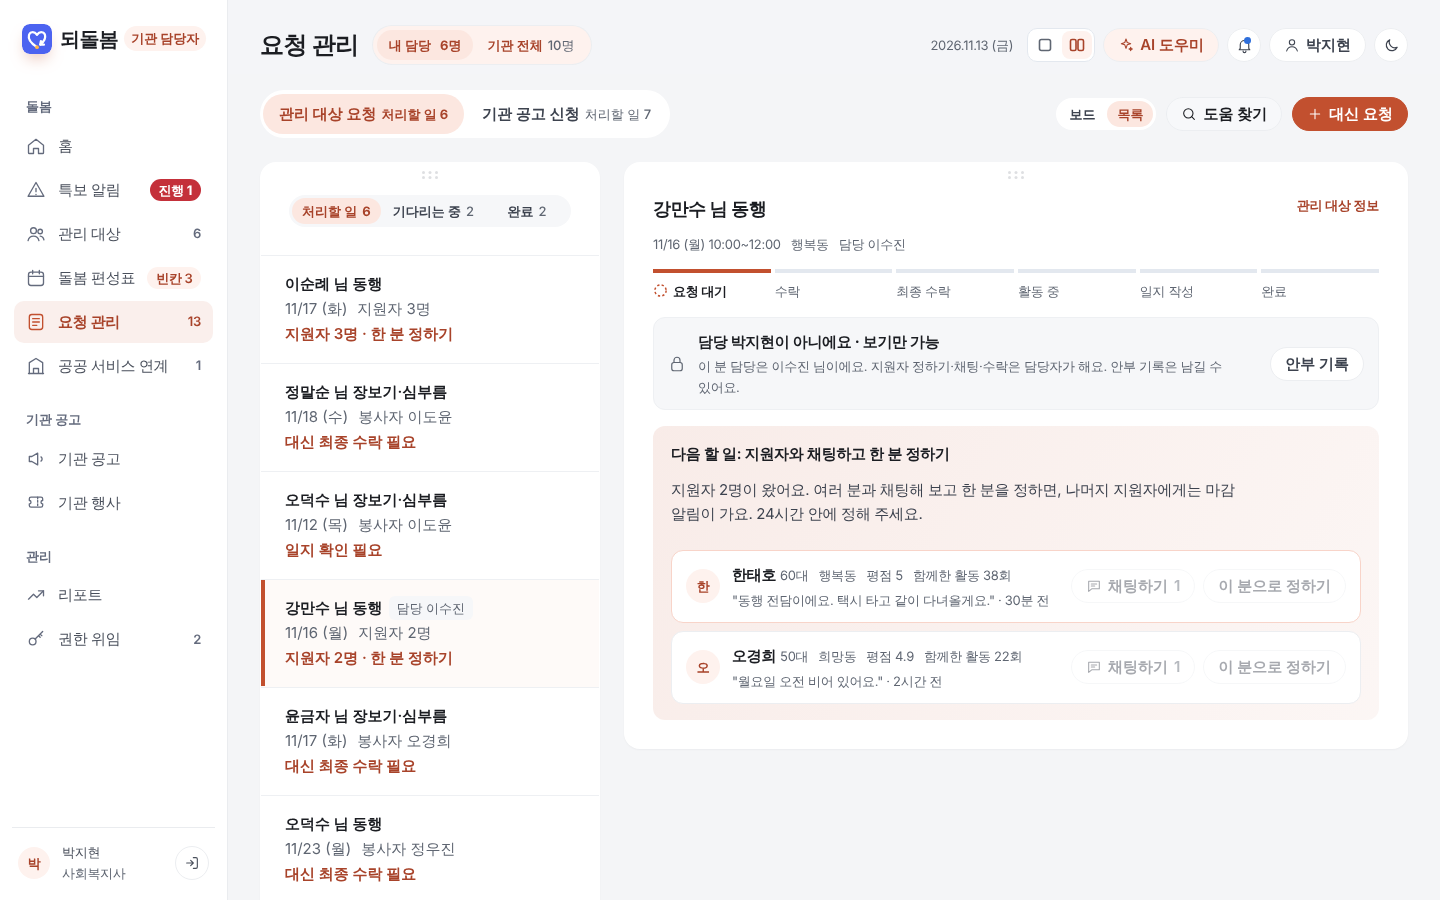 되돌봄 기관 담당자
돌봄
홈
특보 알림 진행 1
관리 대상 6
돌봄 편성표 빈칸 3
요청 관리 13
공공 서비스 연계 1
기관 공고
기관 공고
기관 행사
관리
리포트
권한 위임 2
박 박지현
사회복지사
요청 관리 내 담당 6명 기관 전체 10명
2026.11.13 (금) AI 도우미 박지현
관리 대상 요청 처리할 일 6 기관 공고 신청 처리할 일 7
보드 목록 도움 찾기 대신 요청
처리할 일 6 기다리는 중 2 완료 2
이순례 님 동행
11/17 (화) 지원자 3명
지원자 3명 · 한 분 정하기
정말순 님 장보기·심부름
11/18 (수) 봉사자 이도윤
대신 최종 수락 필요
오덕수 님 장보기·심부름
11/12 (목) 봉사자 이도윤
일지 확인 필요
강만수 님 동행 담당 이수진
11/16 (월) 지원자 2명
지원자 2명 · 한 분 정하기
윤금자 님 장보기·심부름
11/17 (화) 봉사자 오경희
대신 최종 수락 필요
오덕수 님 동행
11/23 (월) 봉사자 정우진
대신 최종 수락 필요
강만수 님 동행 관리 대상 정보
11/16 (월) 10:00~12:00 행복동 담당 이수진
요청 대기 수락 최종 수락 활동 중 일지 작성 완료
담당 박지현이 아니에요 · 보기만 가능
이 분 담당은 이수진 님이에요. 지원자 정하기·채팅·수락은 담당자가 해요. 안부 기록은 남길 수
있어요.
안부 기록
다음 할 일: 지원자와 채팅하고 한 분 정하기
지원자 2명이 왔어요. 여러 분과 채팅해 보고 한 분을 정하면, 나머지 지원자에게는 마감
알림이 가요. 24시간 안에 정해 주세요.
한 한태호 60대 행복동 평점 5 함께한 활동 38회
"동행 전담이에요. 택시 타고 같이 다녀올게요." · 30분 전
채팅하기 1 이 분으로 정하기
오 오경희 50대 희망동 평점 4.9 함께한 활동 22회
"월요일 오전 비어 있어요." · 2시간 전
채팅하기 1 이 분으로 정하기